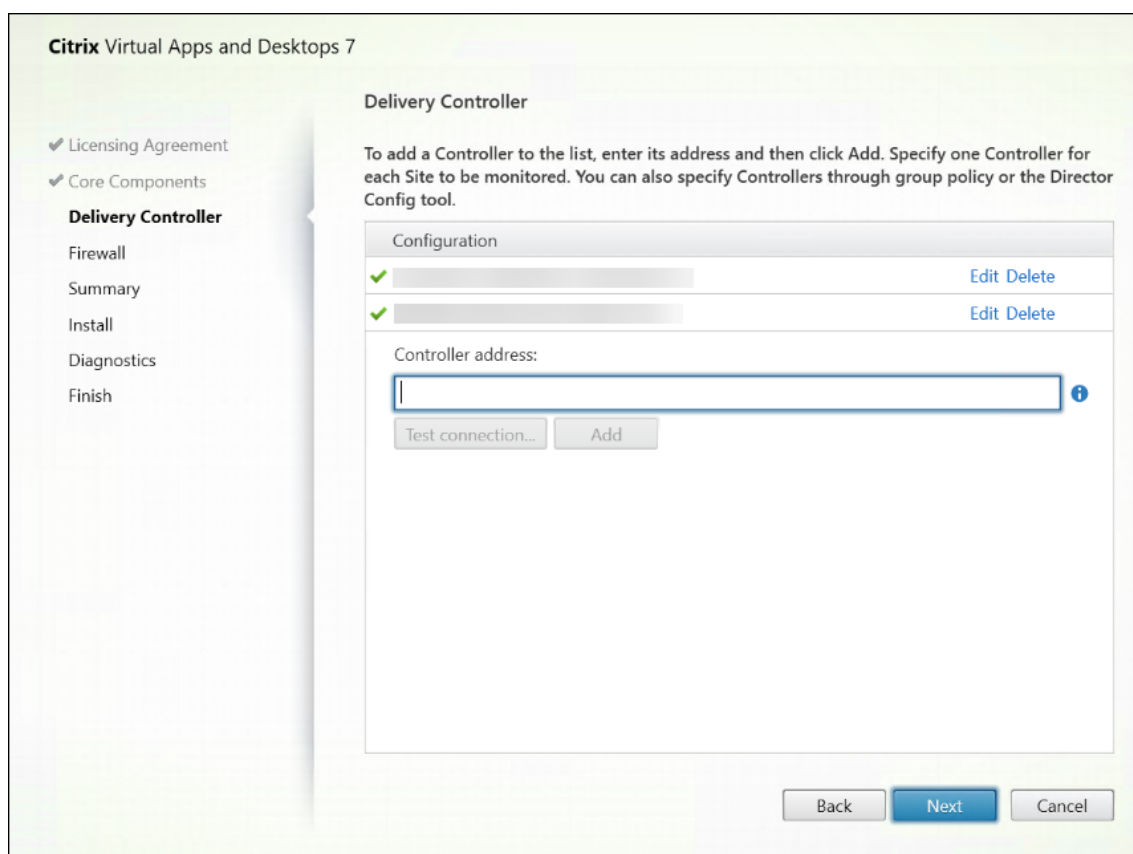 Citrix Virtual Apps and Desktops 7
Licensing Agreement
Core Components
Delivery Controller
Firewall
Summary
Install
Diagnostics
Finish
Delivery Controller
To add a Controller to the list, enter its address and then click Add. Specify one Controller for
each Site to be monitored. You can also specify Controllers through group policy or the Director
Config tool.
Configuration
Edit Delete
Edit Delete
Controller address:
Test connection...  Add
Back  Next  Cancel